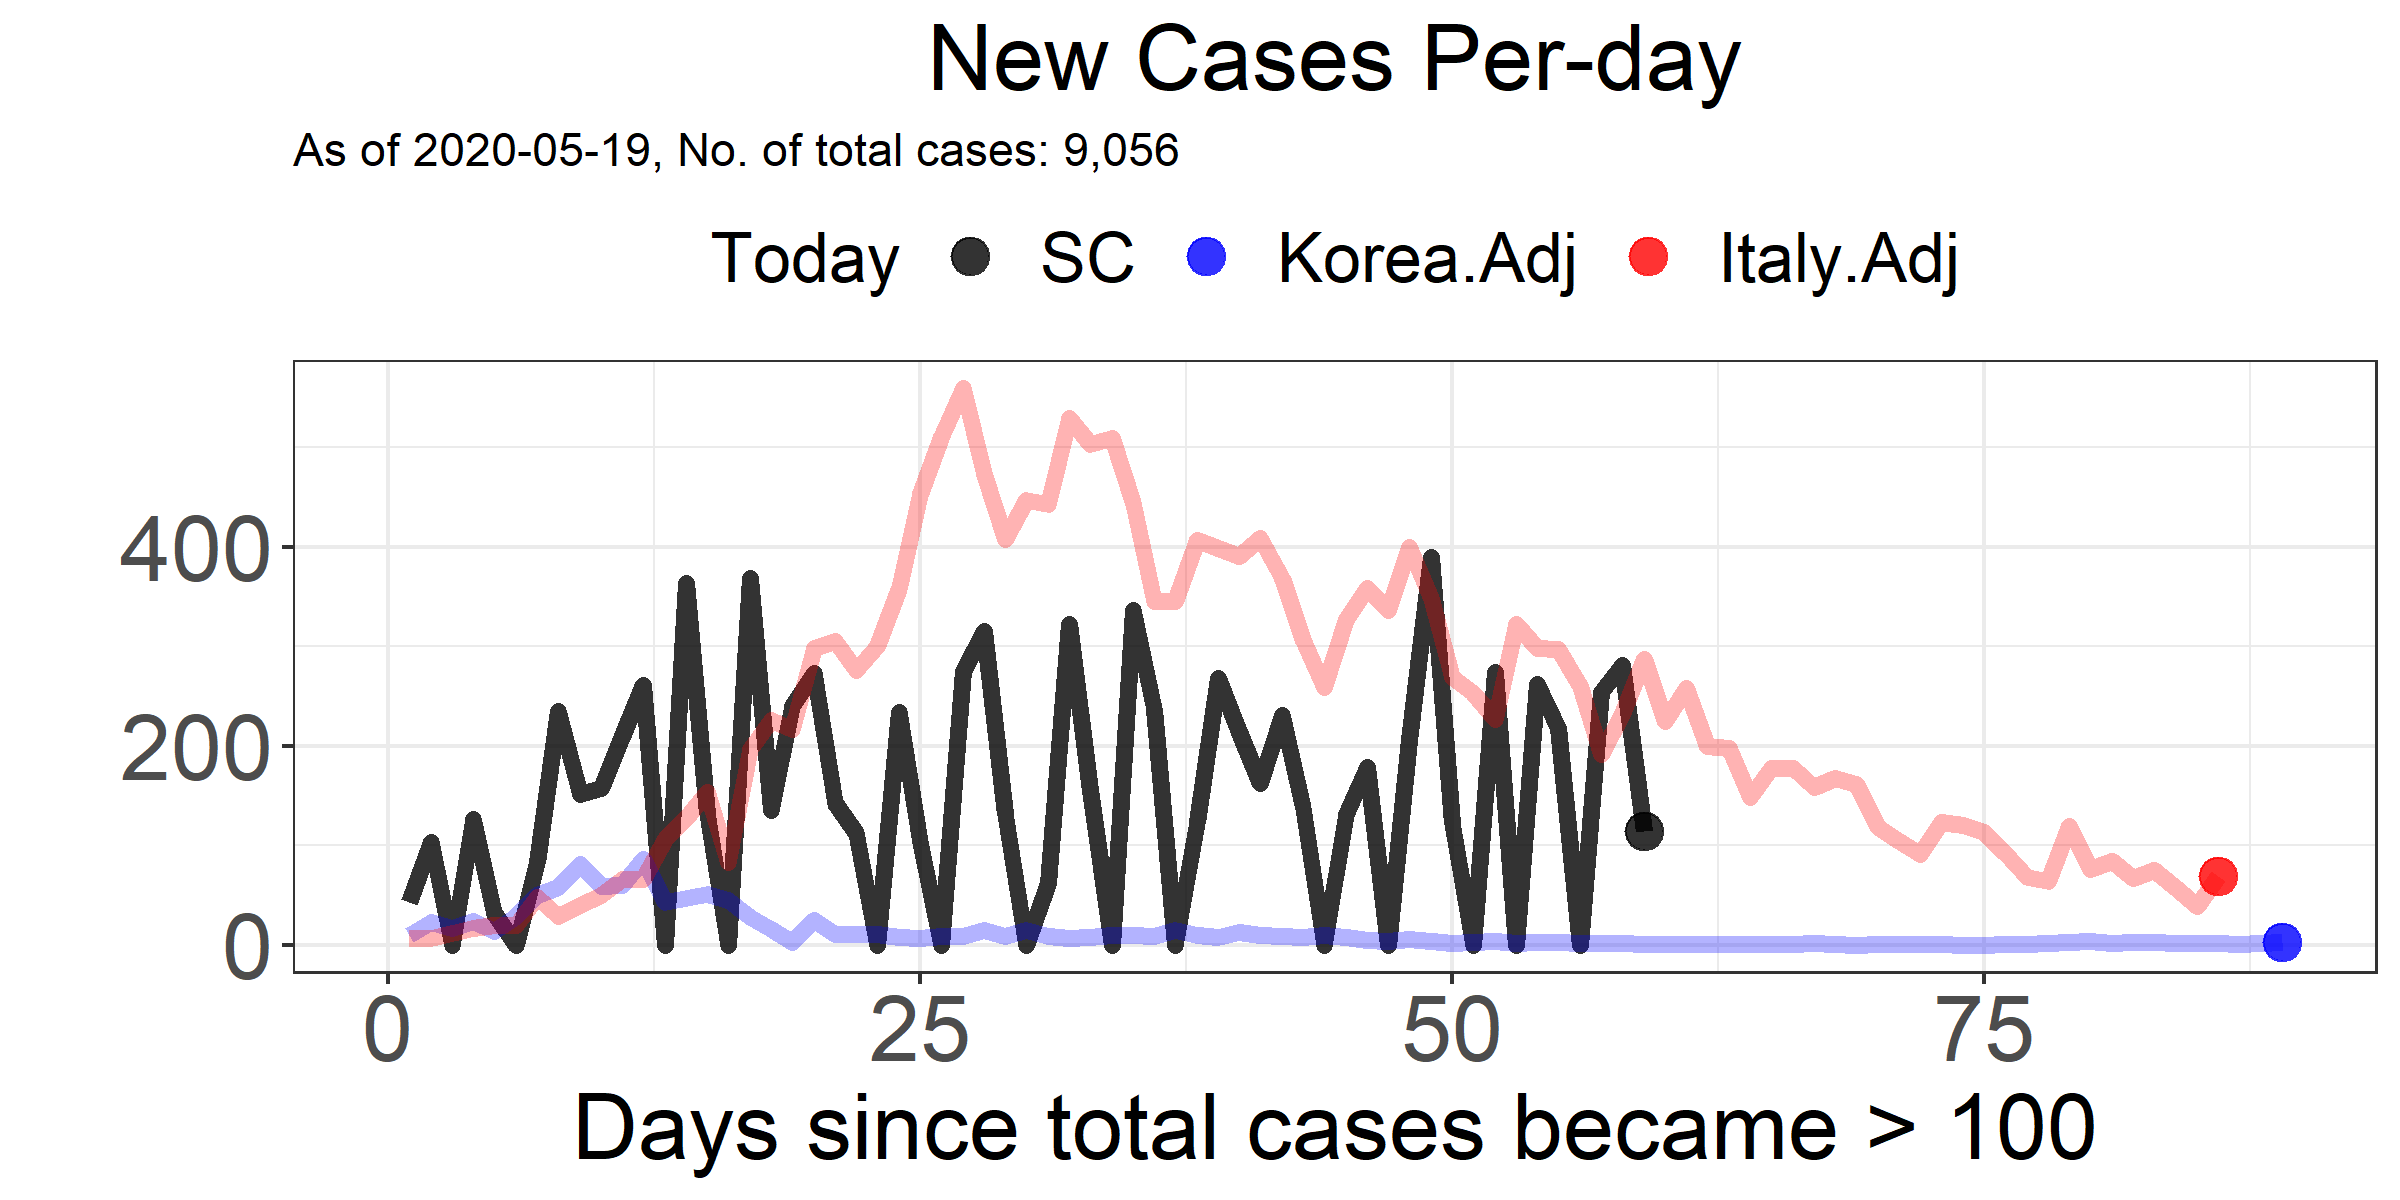 New Cases Per-day
As of 2020-05-19, No. of total cases: 9,056
Today SC Korea.Adj Italy.Adj
400
200
0
0 25 50 75
Days since total cases became > 100